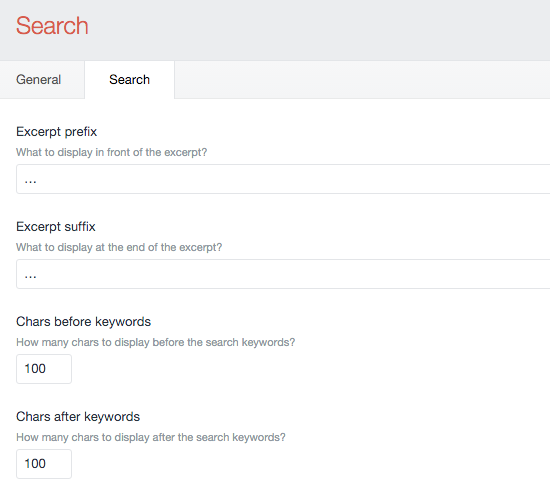 Search
General Search
Excerpt prefix
What to display in front of the excerpt?
...
Excerpt suffix
What to display at the end of the excerpt?
...
Chars before keywords
How many chars to display before the search keywords?
100
Chars after keywords
How many chars to display after the search keywords?
100